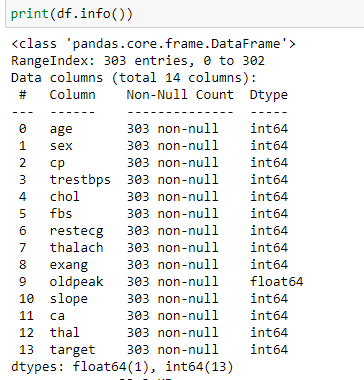 print(df.info())
<class 'pandas.core.frame.DataFrame'>
RangeIndex: 303 entries, 0 to 302
Data columns (total 14 columns):
 #   Column    Non-Null Count  Dtype
---  ------    --------------  -----
 0   age       303 non-null    int64
 1   sex       303 non-null    int64
 2   cp        303 non-null    int64
 3   trestbps  303 non-null    int64
 4   chol      303 non-null    int64
 5   fbs       303 non-null    int64
 6   restecg   303 non-null    int64
 7   thalach   303 non-null    int64
 8   exang     303 non-null    int64
 9   oldpeak   303 non-null    float64
 10  slope     303 non-null    int64
 11  ca        303 non-null    int64
 12  thal      303 non-null    int64
 13  target    303 non-null    int64
dtypes: float64(1), int64(13)